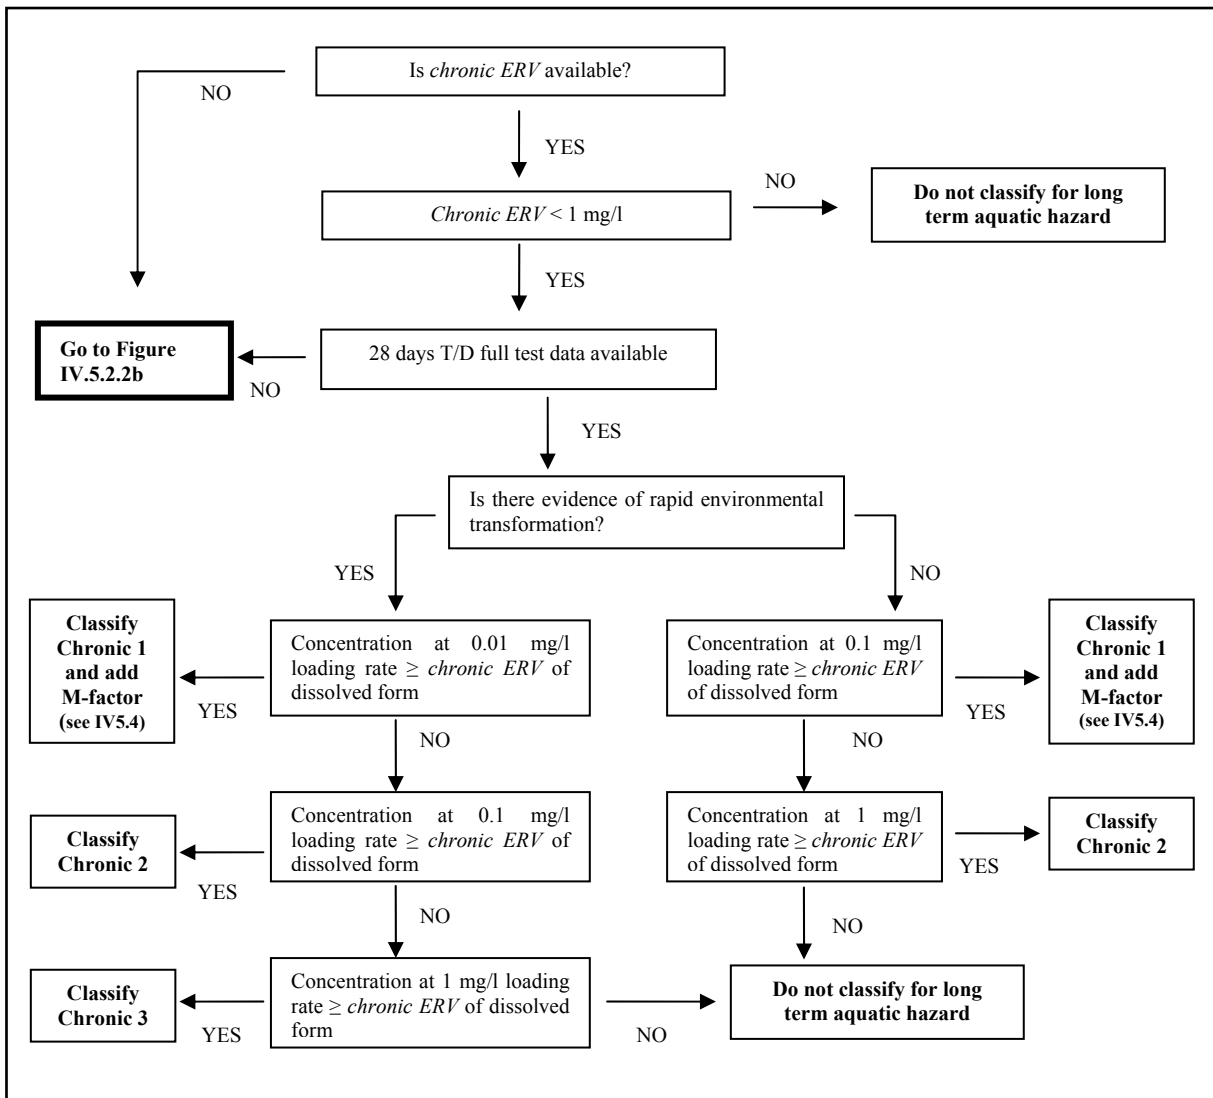 Is chronic ERV available?
NO
YES
Chronic ERV < 1 mg/l
NO
Do not classify for long
term aquatic hazard
YES
Go to Figure
IV.5.2.2b
NO
28 days T/D full test data available
YES
Is there evidence of rapid environmental
transformation?
YES
NO
Classify
Chronic 1
and add
M-factor
(see IV5.4)
YES
Concentration at 0.01 mg/l
loading rate ≥ chronic ERV of
dissolved form
Concentration at 0.1 mg/l
loading rate ≥ chronic ERV
of dissolved form
YES
Classify
Chronic 1
and add
M-factor
(see IV5.4)
NO
NO
Classify
Chronic 2
YES
Concentration at 0.1 mg/l
loading rate ≥ chronic ERV of
dissolved form
Concentration at 1 mg/l
loading rate ≥ chronic ERV
of dissolved form
YES
Classify
Chronic 2
NO
NO
Classify
Chronic 3
YES
Concentration at 1 mg/l loading
rate ≥ chronic ERV of dissolved
form
NO
Do not classify for long
term aquatic hazard